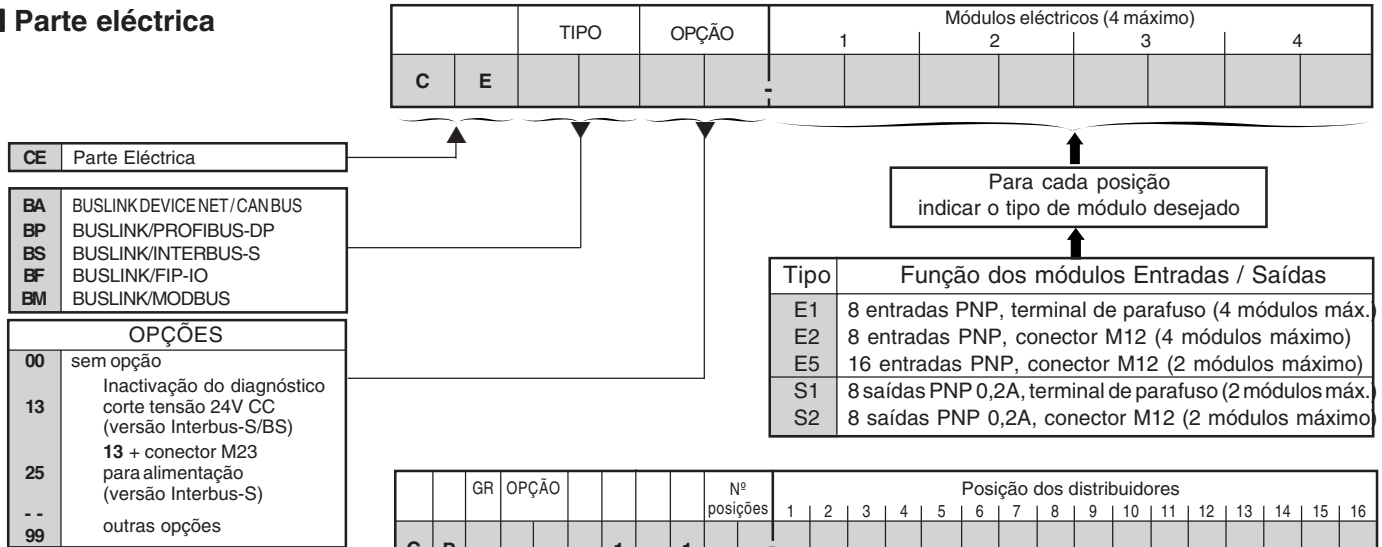 Parte eléctrica
TIPO OPÇÃO Módulos eléctricos (4 máximo)
1 2 3 4
C E -
CE Parte Eléctrica
BA BUSLINK DEVICE NET / CAN BUS
BP BUSLINK/PROFIBUS-DP
BS BUSLINK/INTERBUS-S
BF BUSLINK/FIP-IO
BM BUSLINK/MODBUS
OPÇÕES
00 sem opção
Inactivação do diagnóstico
13 corte tensão 24V CC
(versão Interbus-S/BS)
13 + conector M23
25 para alimentação
(versão Interbus-S)
- -
99 outras opções
Para cada posição
indicar o tipo de módulo desejado
Tipo Função dos módulos Entradas / Saídas
E1 8 entradas PNP, terminal de parafuso (4 módulos máx.)
E2 8 entradas PNP, conector M12 (4 módulos máximo)
E5 16 entradas PNP, conector M12 (2 módulos máximo)
S1 8 saídas PNP 0,2A, terminal de parafuso (2 módulos máx.)
S2 8 saídas PNP 0,2A, conector M12 (2 módulos máximo)
GR OPÇÃO Nº posições Posição dos distribuidores
1 2 3 4 5 6 7 8 9 10 11 12 13 14 15 16
1 1 -